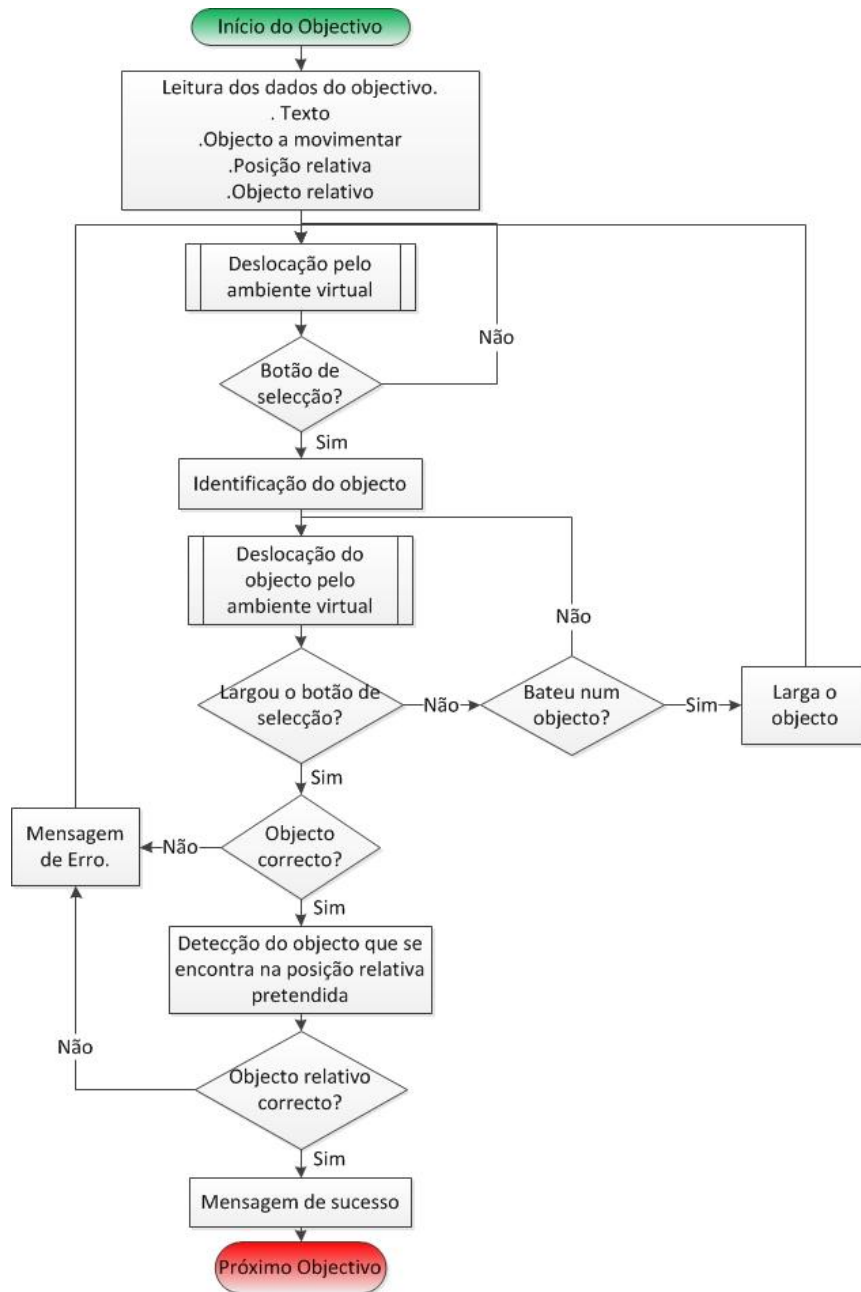 Início do Objectivo
Leitura dos dados do objectivo.
. Texto
.Objecto a movimentar
.Posição relativa
.Objecto relativo
Deslocação pelo
ambiente virtual
Não
Botão de
selecção?
Sim
Identificação do objecto
Deslocação do
objecto pelo
ambiente virtual
Não
Largou o botão de
selecção?
Não
Bateu num
objecto?
Sim
Larga o
objecto
Sim
Mensagem
de Erro.
Não
Objecto
correcto?
Sim
Detecção do objecto que se
encontra na posição relativa
pretendida
Não
Objecto relativo
correcto?
Sim
Mensagem de sucesso
Próximo Objectivo